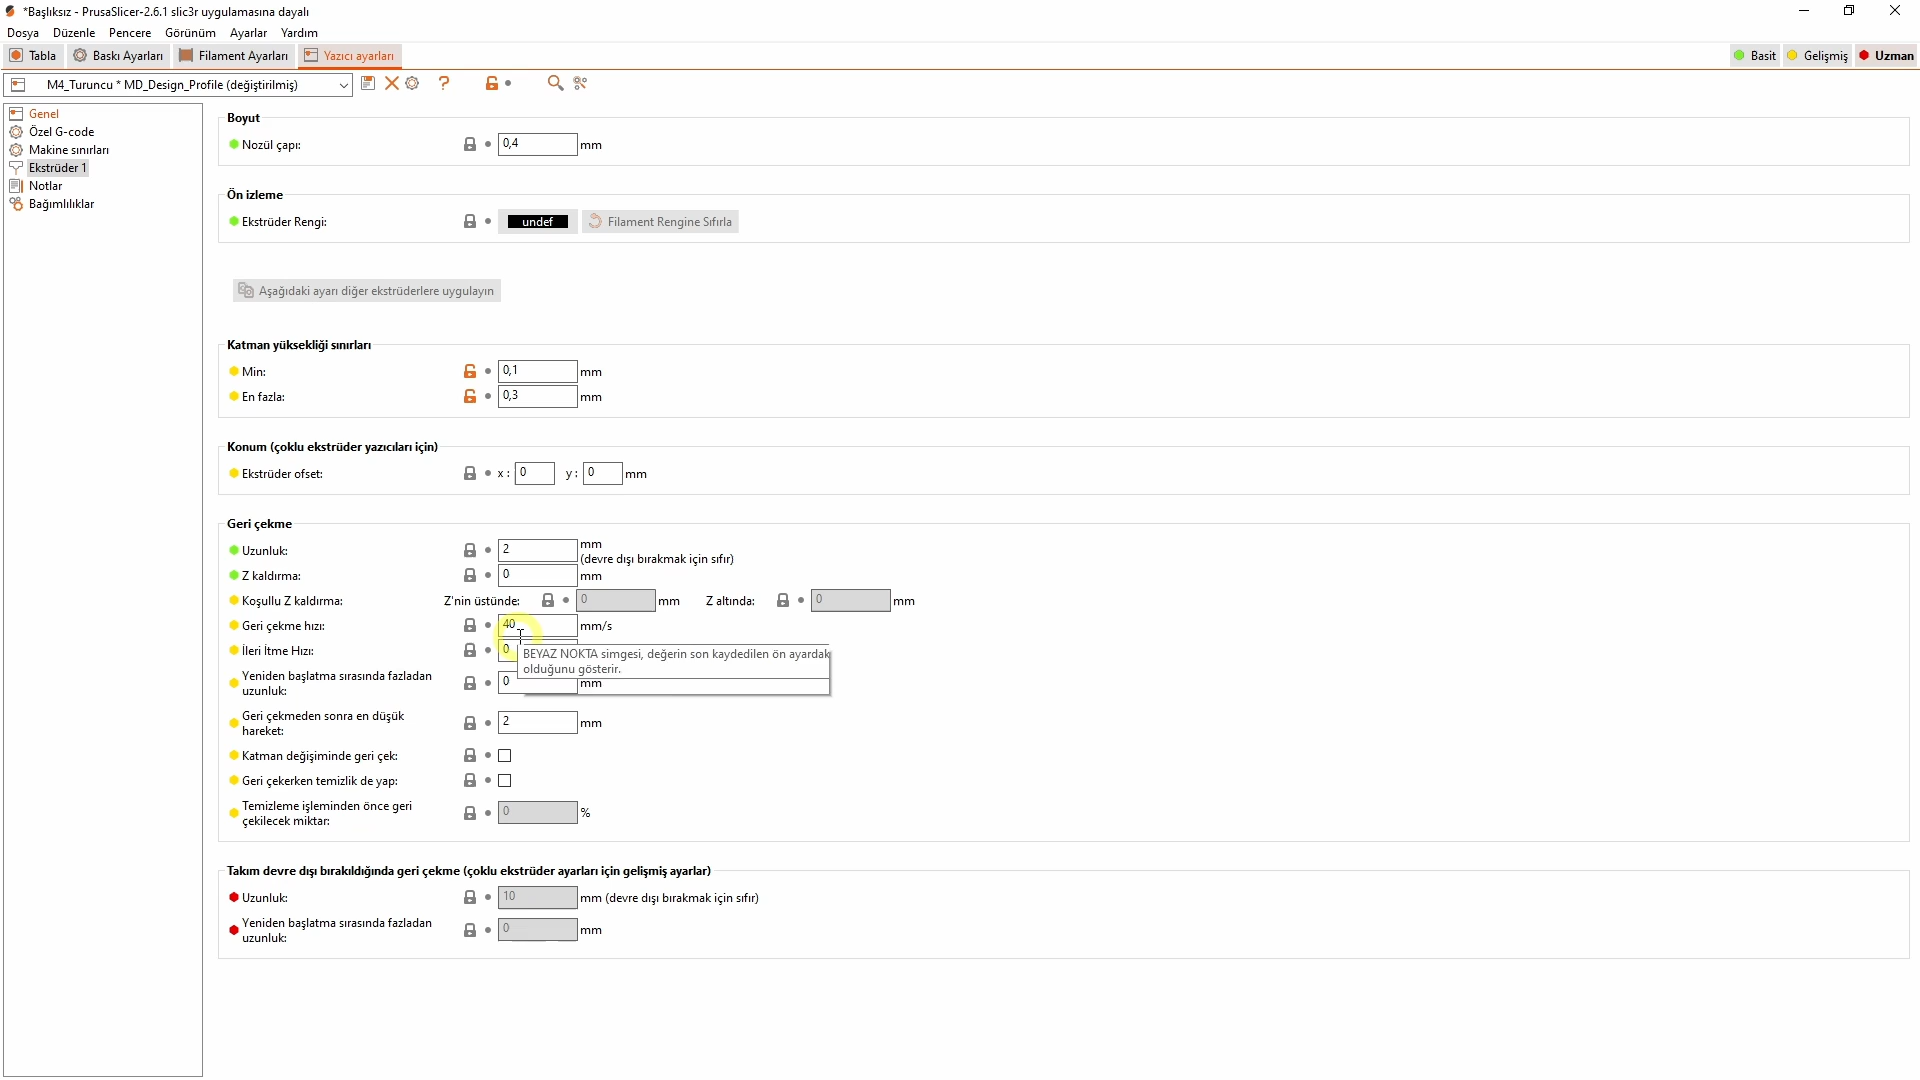 *Başlıksız - PrusaSlicer-2.6.1 slic3r uygulamasına dayalı
Dosya Düzenle Pencere Görünüm Ayarlar Yardım
Tabla Baskı Ayarları Filament Ayarları Yazıcı ayarları Basit Gelişmiş Uzman
M4_Turuncu * MD_Design_Profile (değiştirilmiş)
Genel
Özel G-code
Makine sınırları
Ekstrüder 1
Notlar
Bağımlılıklar
Boyut
Nozül çapı: 0,4 mm
Ön izleme
Ekstrüder Rengi: undef Filament Rengine Sıfırla
Aşağıdaki ayarı diğer ekstrüderlere uygulayın
Katman yüksekliği sınırları
Min: 0,1 mm
En fazla: 0,3 mm
Konum (çoklu ekstrüder yazıcıları için)
Ekstrüder ofset: x : 0 y : 0 mm
Geri çekme
Uzunluk: 2 mm
(devre dışı bırakmak için sıfır)
Z kaldırma: 0 mm
Koşullu Z kaldırma: Z'nin üstünde: 0 mm Z altında: 0 mm
Geri çekme hızı: 40 mm/s
İleri İtme Hızı: 0
BEYAZ NOKTA simgesi, değerin son kaydedilen ön ayardak
olduğunu gösterir.
Yeniden başlatma sırasında fazladan
uzunluk: 0 mm
Geri çekmeden sonra en düşük
hareket: 2 mm
Katman değişiminde geri çek:
Geri çekerken temizlik de yap:
Temizleme işleminden önce geri
çekilecek miktar: 0 %
Takım devre dışı bırakıldığında geri çekme (çoklu ekstrüder ayarları için gelişmiş ayarlar)
Uzunluk: 10 mm (devre dışı bırakmak için sıfır)
Yeniden başlatma sırasında fazladan
uzunluk: 0 mm